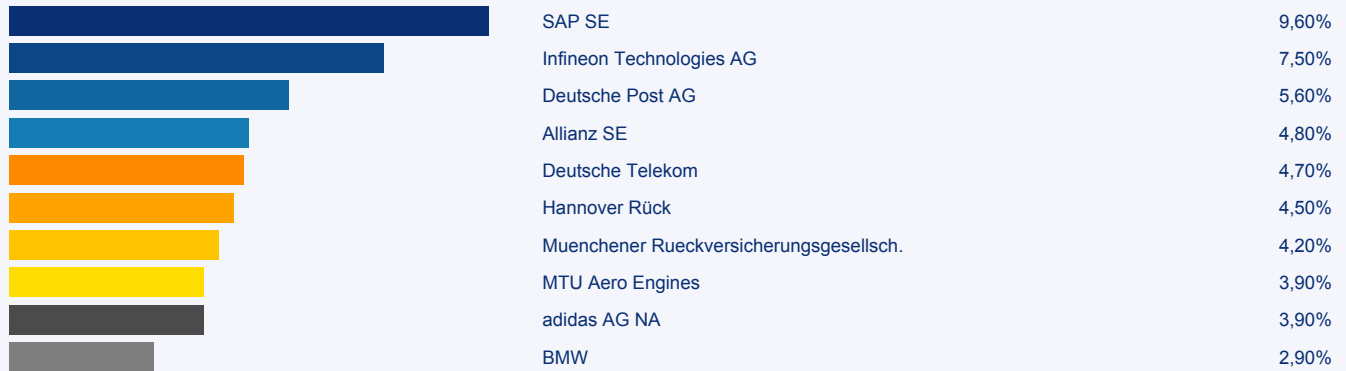 SAP SE 9,60%
Infineon Technologies AG 7,50%
Deutsche Post AG 5,60%
Allianz SE 4,80%
Deutsche Telekom 4,70%
Hannover Rück 4,50%
Muenchener Rueckversicherungsgesellsch. 4,20%
MTU Aero Engines 3,90%
adidas AG NA 3,90%
BMW 2,90%